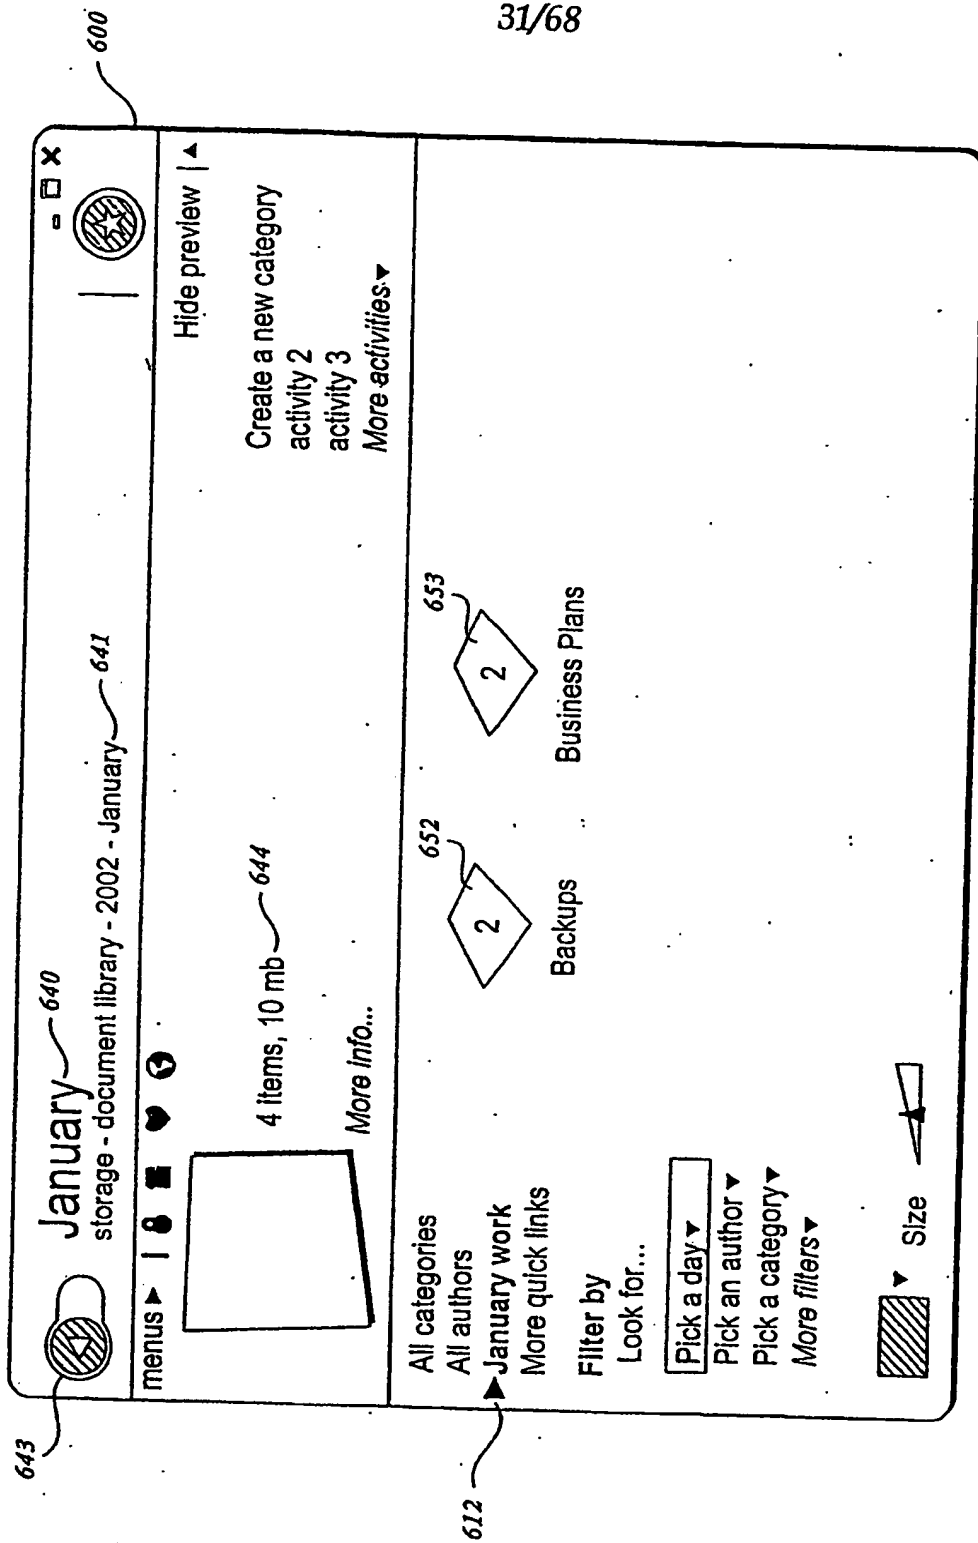 31/68
600
643
January
640
storage - document library - 2002 - January
641
menus
Hide preview
4 items, 10 mb
644
More info...
Create a new category
activity 2
activity 3
More activities
612
All categories
All authors
January work
More quick links
Filter by
Look for...
Pick a day
Pick an author
Pick a category
More filters
Size
652
2
Backups
653
2
Business Plans